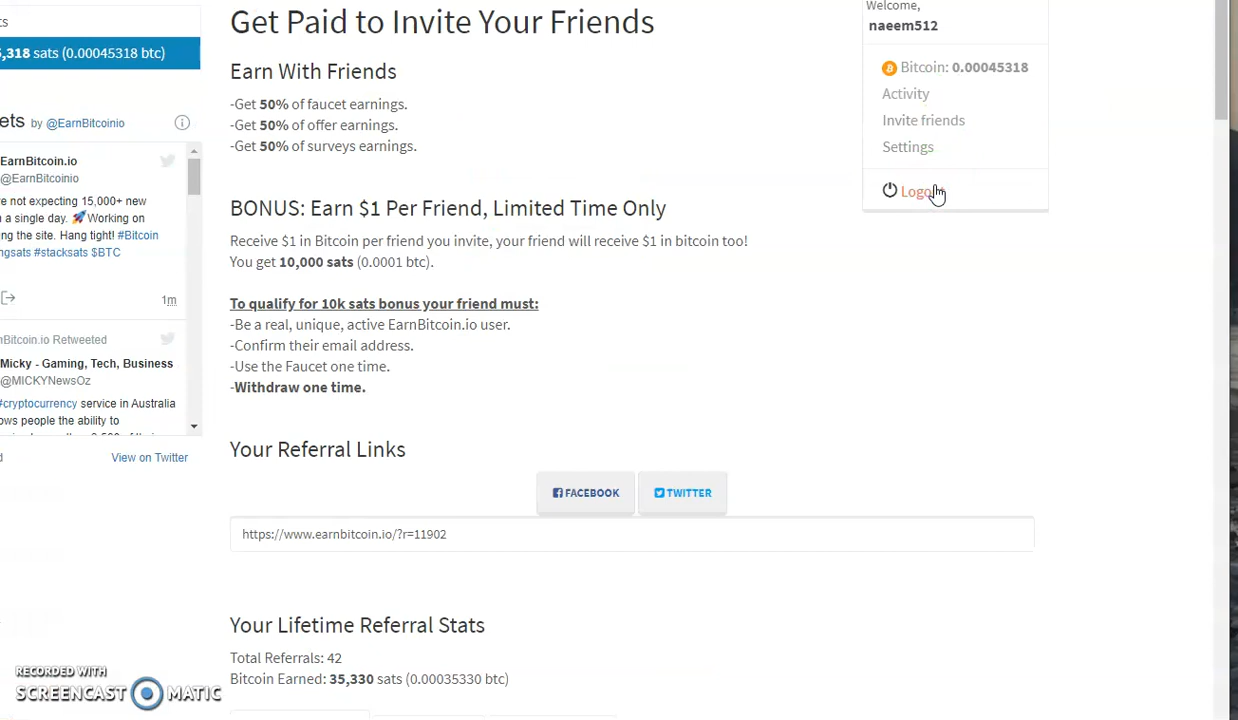 ts
5,318 sats (0.00045318 btc)
ets by @EarnBitcoinio
EarnBitcoin.io
@EarnBitcoinio
re not expecting 15,000+ new
n a single day. 🚀Working on
ng the site. Hang tight! #Bitcoin
ngsats #stacksats $BTC
1m
nBitcoin.io Retweeted
Micky - Gaming, Tech, Business
@MICKYNewsOz
#cryptocurrency service in Australia
ows people the ability to
d
View on Twitter
Get Paid to Invite Your Friends
Earn With Friends
-Get 50% of faucet earnings.
-Get 50% of offer earnings.
-Get 50% of surveys earnings.
BONUS: Earn $1 Per Friend, Limited Time Only
Receive $1 in Bitcoin per friend you invite, your friend will receive $1 in bitcoin too!
You get 10,000 sats (0.0001 btc).
To qualify for 10k sats bonus your friend must:
-Be a real, unique, active EarnBitcoin.io user.
-Confirm their email address.
-Use the Faucet one time.
-Withdraw one time.
Your Referral Links
FACEBOOK
TWITTER
https://www.earnbitcoin.io/?r=11902
Your Lifetime Referral Stats
Total Referrals: 42
Bitcoin Earned: 35,330 sats (0.00035330 btc)
Welcome,
naeem512
Bitcoin: 0.00045318
Activity
Invite friends
Settings
Logo
RECORDED WITH
SCREENCAST MATIC